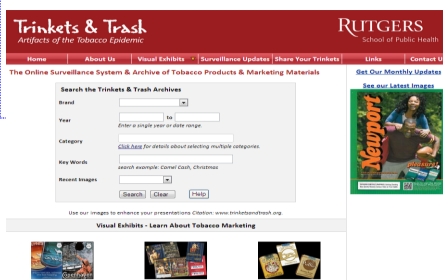 Trinkets & Trash
Artifacts of the Tobacco Epidemic
RUTGERS
School of Public Health
Home
About Us
Visual Exhibits
Surveillance Updates
Share Your Trinkets
Links
Contact U
The Online Surveillance System & Archive of Tobacco Products & Marketing Materials
Get Our Monthly Updates
See our Latest Images
Search the Trinkets & Trash Archives
Brand
Year
to
Enter a single year or date range.
Category
Click here for details about selecting multiple categories.
Key Words
search example: Camel Cash, Christmas
Recent Images
Search
Clear
Help
Use our images to enhance your presentations Citation: www.trinketsandtrash.org.
Visual Exhibits - Learn About Tobacco Marketing
Newport
pleasure!
Copenhagen